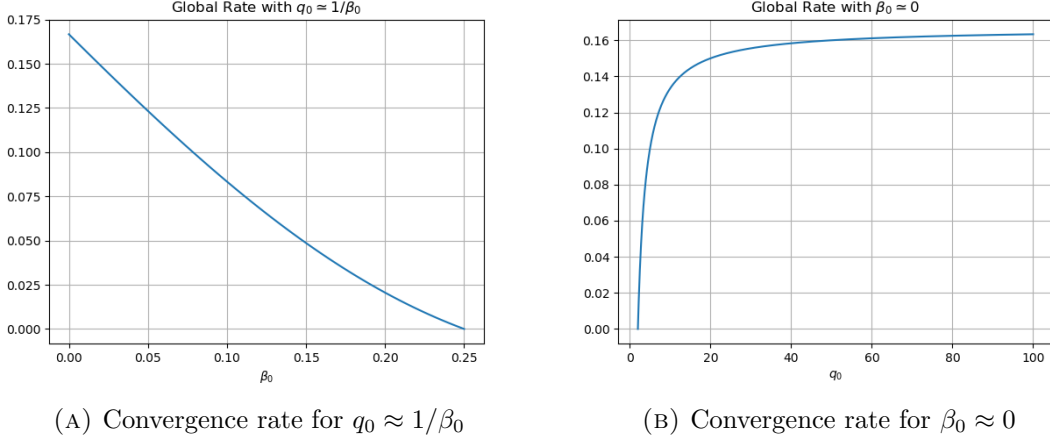 Global Rate with q₀ ≃ 1/β₀
0.175
0.150
0.125
0.100
0.075
0.050
0.025
0.000
0.00 0.05 0.10 0.15 0.20 0.25
β₀
(A) Convergence rate for q₀ ≈ 1/β₀
Global Rate with β₀ ≃ 0
0.16
0.14
0.12
0.10
0.08
0.06
0.04
0.02
0.00
0 20 40 60 80 100
q₀
(B) Convergence rate for β₀ ≈ 0